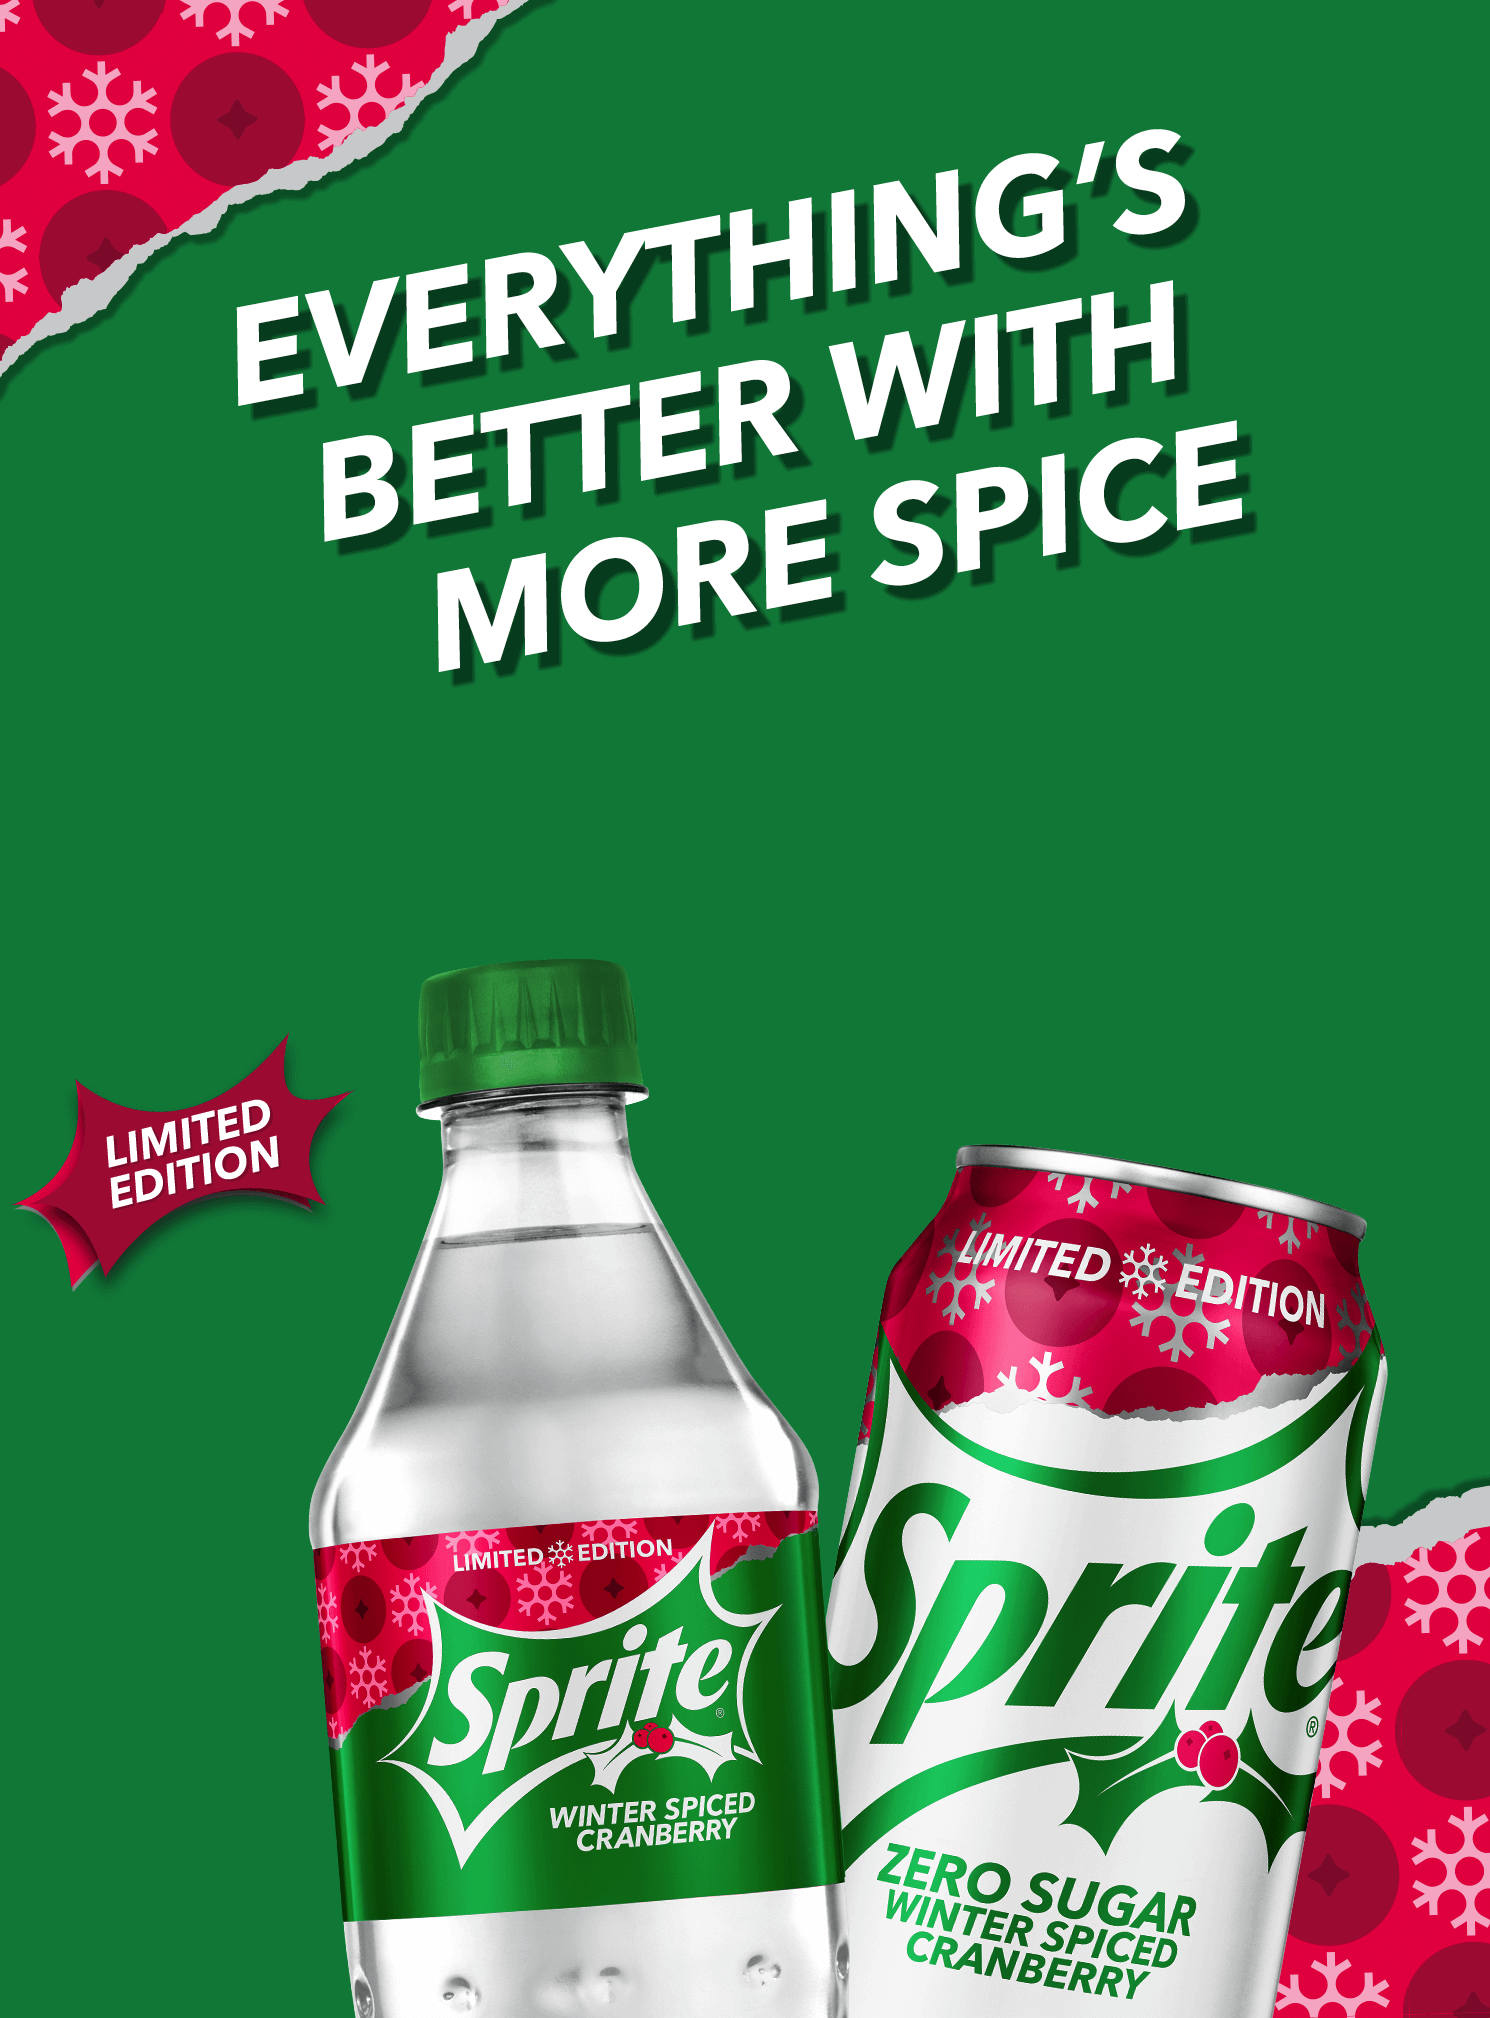 EVERYTHING'S
BETTER WITH
MORE SPICE
LIMITED
EDITION
LIMITED EDITION
LIMITED EDITION
Sprite®
WINTER SPICED
CRANBERRY
Sprite®
ZERO SUGAR
WINTER SPICED
CRANBERRY